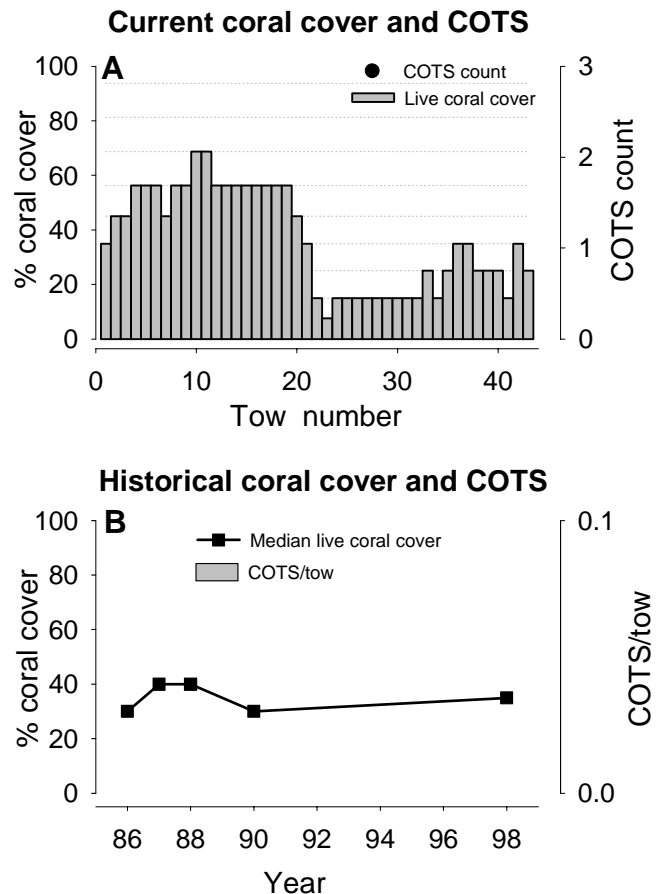 Current coral cover and COTS
A
COTS count
Live coral cover
100
80
60
40
20
0
% coral cover
3
2
1
0
COTS count
0 10 20 30 40
Tow number
Historical coral cover and COTS
B
Median live coral cover
COTS/tow
100
80
60
40
20
0
% coral cover
0.1
0.0
COTS/tow
86 88 90 92 94 96 98
Year